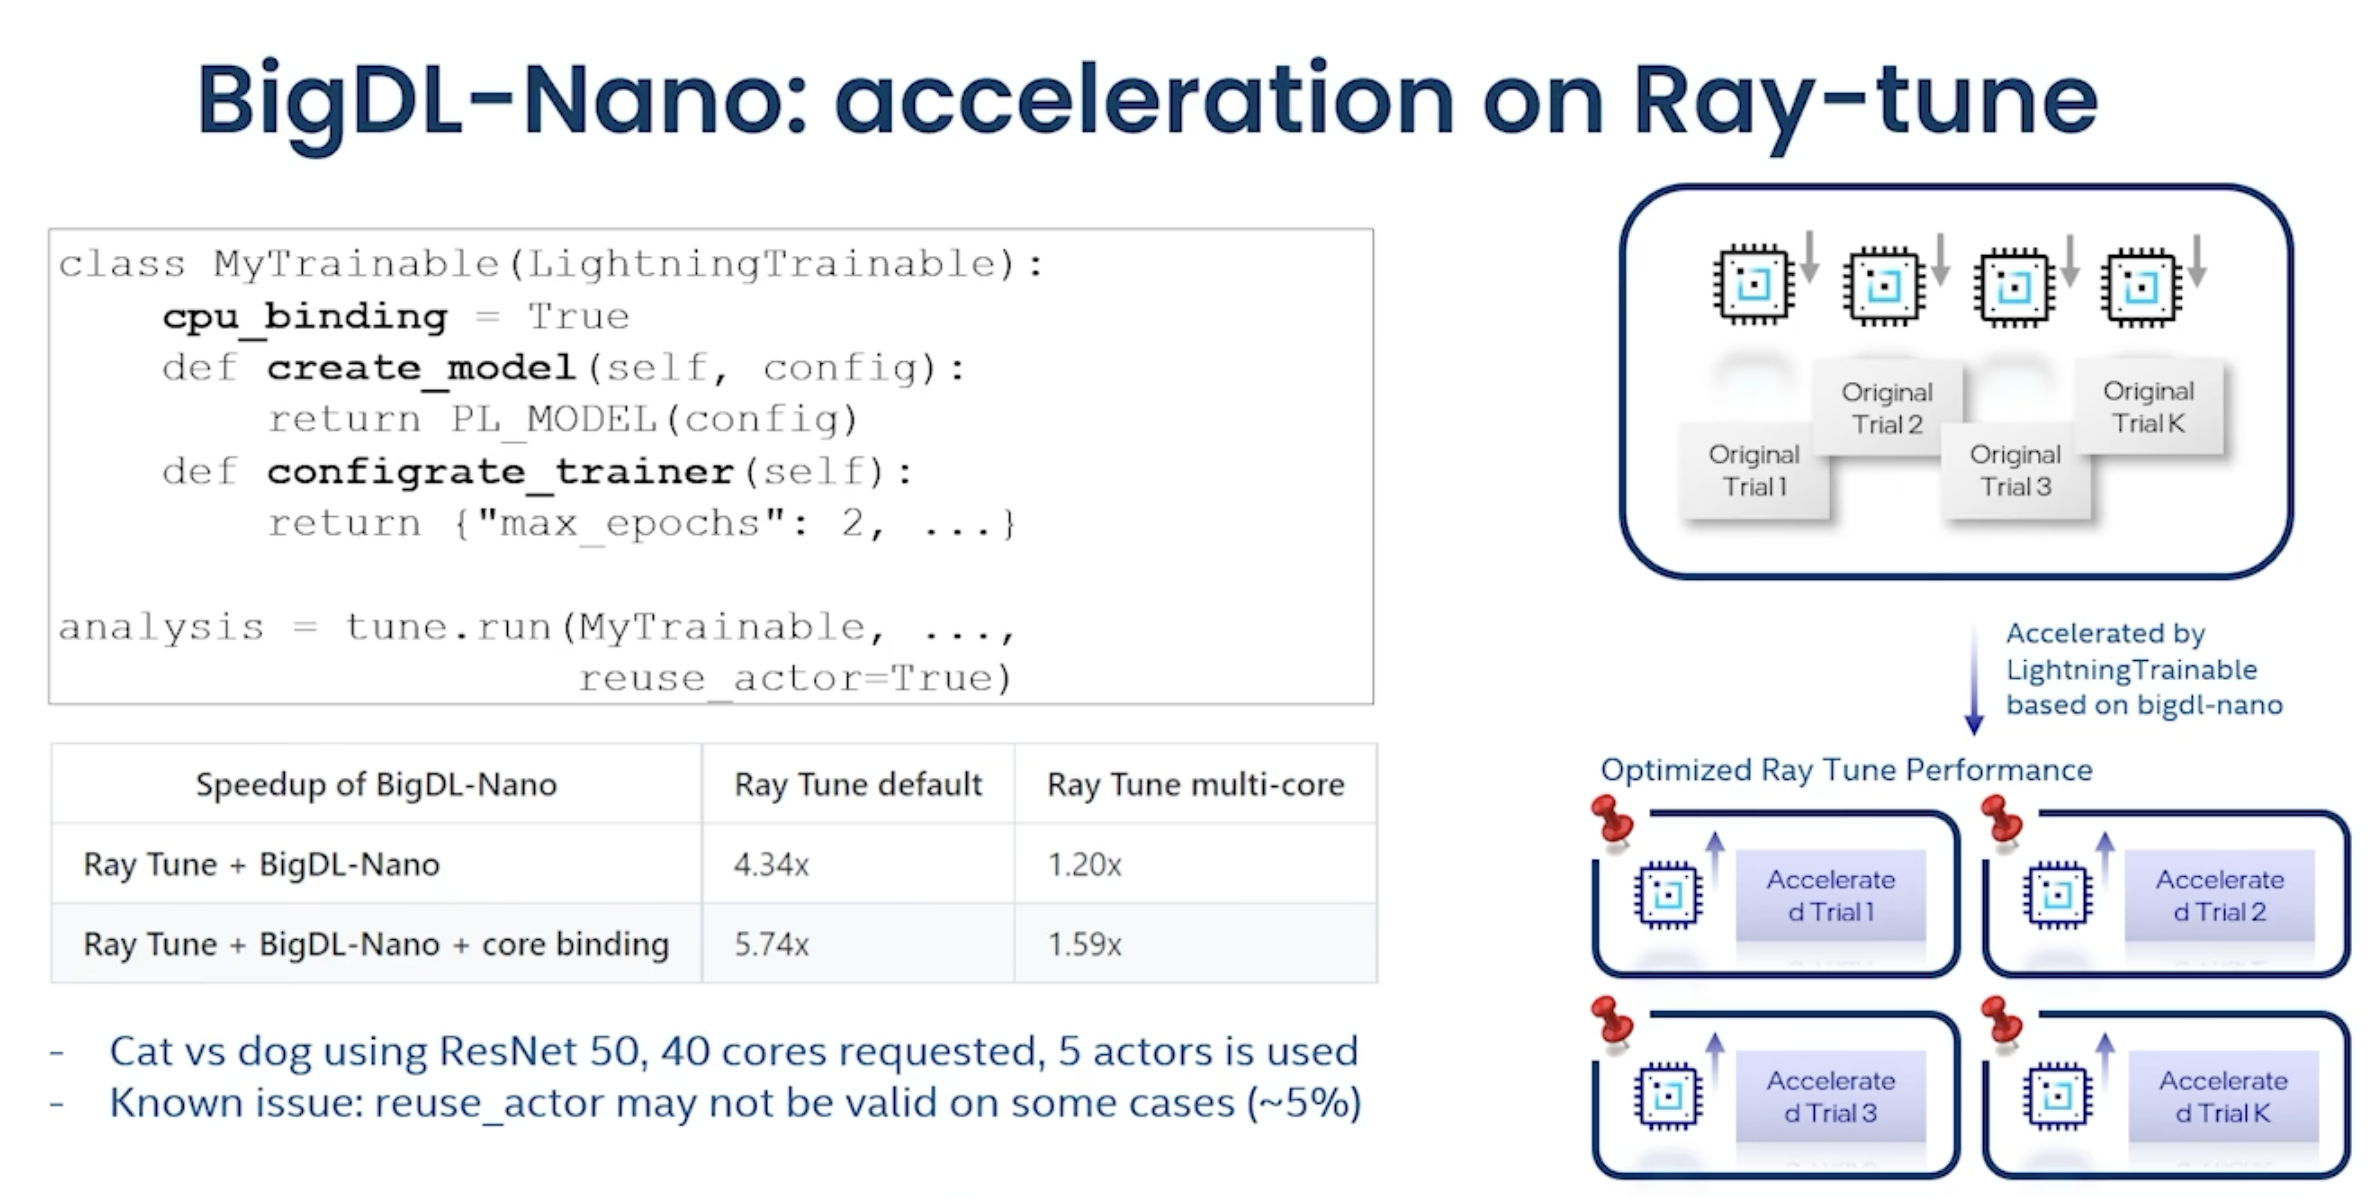 BigDL-Nano: acceleration on Ray-tune
class MyTrainable(LightningTrainable):
cpu_binding = True
def create_model(self, config):
return PL_MODEL(config)
def configrate_trainer(self):
return {"max_epochs": 2, ...}
analysis = tune.run(MyTrainable, ...,
reuse_actor=True)
Speedup of BigDL-Nano Ray Tune default Ray Tune multi-core
Ray Tune + BigDL-Nano 4.34x 1.20x
Ray Tune + BigDL-Nano + core binding 5.74x 1.59x
- Cat vs dog using ResNet 50, 40 cores requested, 5 actors is used
- Known issue: reuse_actor may not be valid on some cases (~5%)
Original
Trial 1
Original
Trial 2
Original
Trial 3
Original
Trial K
Accelerated by
LightningTrainable
based on bigdl-nano
Optimized Ray Tune Performance
Accelerate
d Trial 1
Accelerate
d Trial 2
Accelerate
d Trial 3
Accelerate
d Trial K